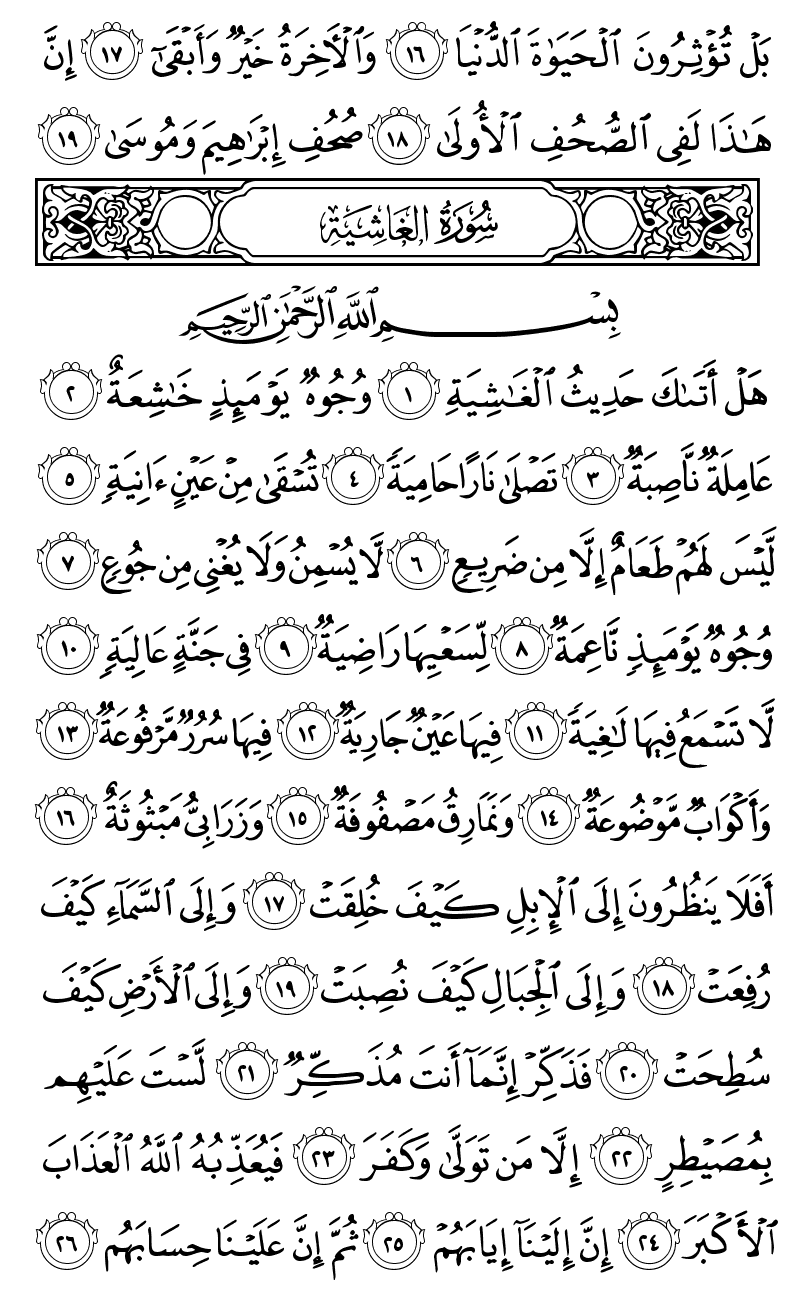 بَلْ تُؤْثِرُونَ ٱلْحَيَوٰةَ ٱلدُّنْيَا ١٦ وَٱلْأَخِرَةُ خَيْرٌ وَأَبْقَىٰٓ ١٧ إِنَّ
هَٰذَا لَفِى ٱلصُّحُفِ ٱلْأُولَىٰ ١٨ صُحُفِ إِبْرَٰهِيمَ وَمُوسَىٰ ١٩
سُورَةُ الغَاشِيَةِ
بِسْمِ ٱللَّهِ ٱلرَّحْمَٰنِ ٱلرَّحِيمِ
هَلْ أَتَىٰكَ حَدِيثُ ٱلْغَٰشِيَةِ ١ وُجُوهٌ يَوْمَئِذٍ خَٰشِعَةٌ ٢
عَامِلَةٌ نَّاصِبَةٌ ٣ تَصْلَىٰ نَارًا حَامِيَةً ٤ تُسْقَىٰ مِنْ عَيْنٍ ءَانِيَةٍ ٥
لَّيْسَ لَهُمْ طَعَامٌ إِلَّا مِن ضَرِيعٍ ٦ لَّا يُسْمِنُ وَلَا يُغْنِى مِن جُوعٍ ٧
وُجُوهٌ يَوْمَئِذٍ نَّاعِمَةٌ ٨ لِّسَعْيِهَا رَاضِيَةٌ ٩ فِى جَنَّةٍ عَالِيَةٍ ١٠
لَّا تَسْمَعُ فِيهَا لَٰغِيَةً ١١ فِيهَا عَيْنٌ جَارِيَةٌ ١٢ فِيهَا سُرُرٌ مَّرْفُوعَةٌ ١٣
وَأَكْوَابٌ مَّوْضُوعَةٌ ١٤ وَنَمَارِقُ مَصْفُوفَةٌ ١٥ وَزَرَابِىُّ مَبْثُوثَةٌ ١٦
أَفَلَا يَنظُرُونَ إِلَى ٱلْإِبِلِ كَيْفَ خُلِقَتْ ١٧ وَإِلَى ٱلسَّمَآءِ كَيْفَ
رُفِعَتْ ١٨ وَإِلَى ٱلْجِبَالِ كَيْفَ نُصِبَتْ ١٩ وَإِلَى ٱلْأَرْضِ كَيْفَ
سُطِحَتْ ٢٠ فَذَكِّرْ إِنَّمَآ أَنتَ مُذَكِّرٌ ٢١ لَّسْتَ عَلَيْهِم
بِمُصَيْطِرٍ ٢٢ إِلَّا مَن تَوَلَّىٰ وَكَفَرَ ٢٣ فَيُعَذِّبُهُ ٱللَّهُ ٱلْعَذَابَ
ٱلْأَكْبَرَ ٢٤ إِنَّ إِلَيْنَآ إِيَابَهُمْ ٢٥ ثُمَّ إِنَّ عَلَيْنَا حِسَابَهُم ٢٦